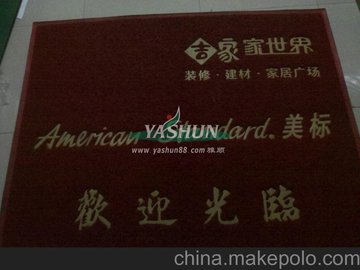 吉家家世界
装修·建材·家居广场
YASHUN
American Standard. 美标
www.yashun88.com 雅顺
歡迎光臨
china.makepolo.com